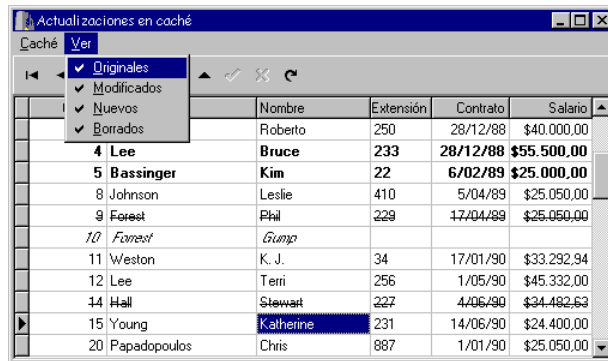 Actualizaciones en caché
Caché Ver
Originales
Modificados
Nuevos
Borrados
Nombre Extensión Contrato Salario
Roberto 250 28/12/88 $40.000,00
4 Lee Bruce 233 28/12/88 $55.500,00
5 Bassinger Kim 22 6/02/89 $25.000,00
8 Johnson Leslie 410 5/04/89 $25.050,00
9 Forest Phil 229 17/04/89 $25.050,00
10 Forrest Gump
11 Weston K. J. 34 17/01/90 $33.292,94
12 Lee Terri 256 1/05/90 $45.332,00
14 Hall Stewart 227 4/06/90 $34.482,63
15 Young Katherine 231 14/06/90 $24.400,00
20 Papadopoulos Chris 887 1/01/90 $25.050,00